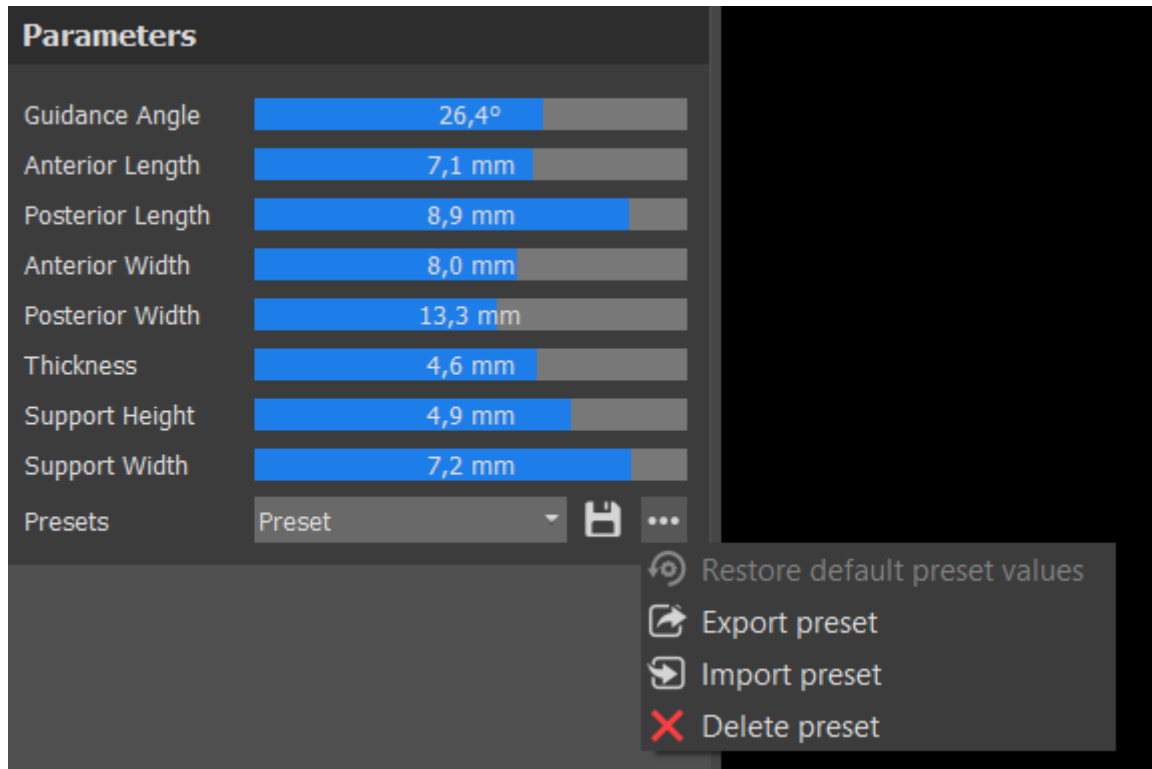 Parameters
Guidance Angle 26,4º
Anterior Length 7,1 mm
Posterior Length 8,9 mm
Anterior Width 8,0 mm
Posterior Width 13,3 mm
Thickness 4,6 mm
Support Height 4,9 mm
Support Width 7,2 mm
Presets Preset
Restore default preset values
Export preset
Import preset
Delete preset